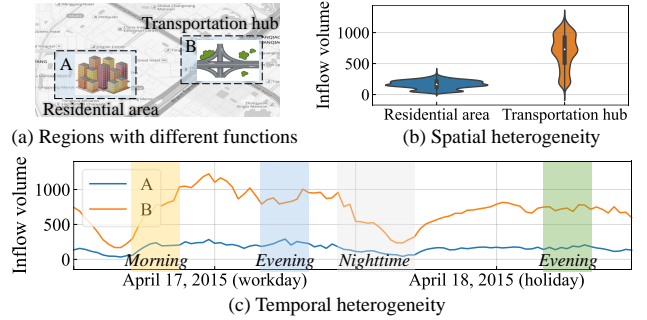 Transportation hub
A
B
Residential area
(a) Regions with different functions
Inflow volume
1000
500
0
Residential area
Transportation hub
(b) Spatial heterogeneity
Inflow volume
1000
500
0
A
B
Morning
Evening
Nighttime
Evening
April 17, 2015 (workday)
April 18, 2015 (holiday)
(c) Temporal heterogeneity